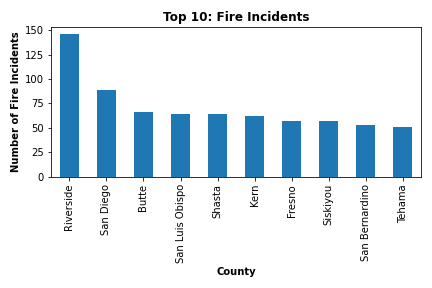 Top 10: Fire Incidents
Number of Fire Incidents
150
125
100
75
50
25
0
Riverside
San Diego
Butte
San Luis Obispo
Shasta
Kern
Fresno
Siskiyou
San Bernardino
Tehama
County